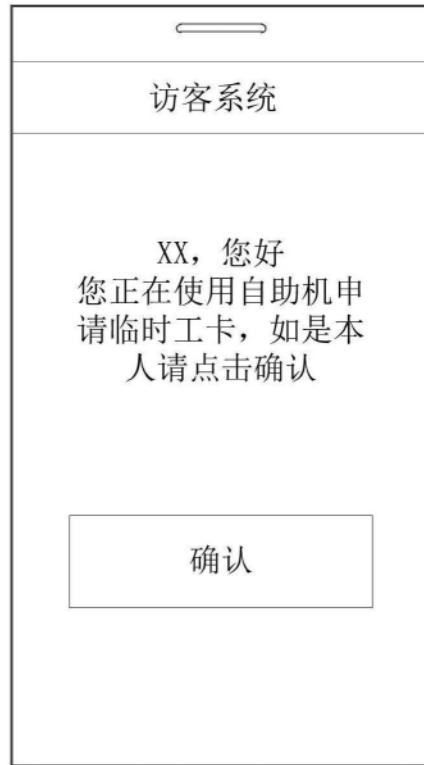 访客系统
XX，您好
您正在使用自助机申
请临时工卡，如是本
人请点击确认
确认